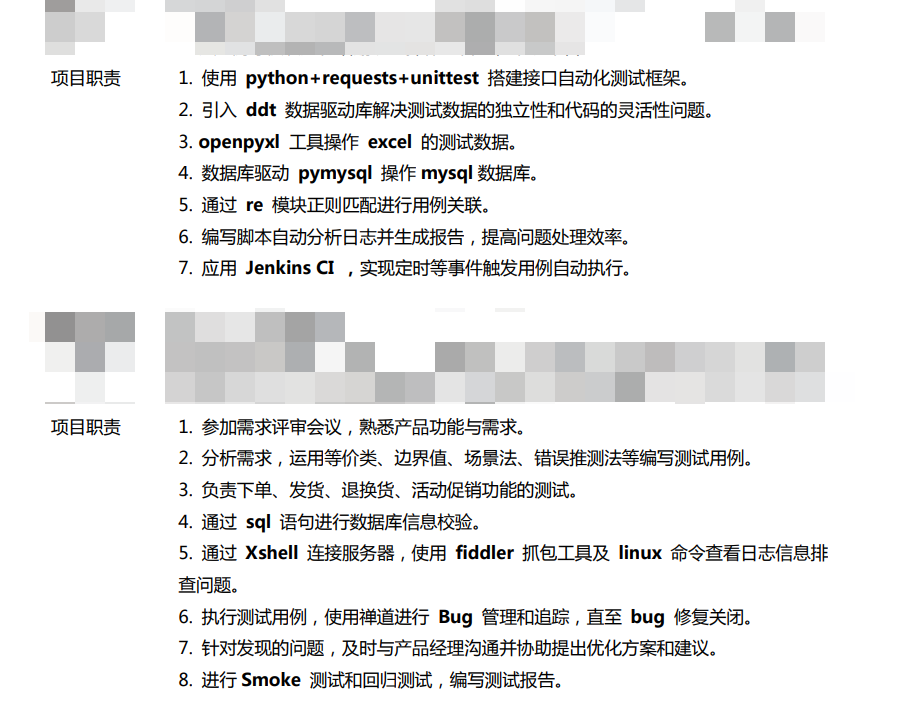 项目职责
1. 使用 python+requests+unittest 搭建接口自动化测试框架。
2. 引入 ddt 数据驱动库解决测试数据的独立性和代码的灵活性问题。
3. openpyxl 工具操作 excel 的测试数据。
4. 数据库驱动 pymysql 操作 mysql 数据库。
5. 通过 re 模块正则匹配进行用例关联。
6. 编写脚本自动分析日志并生成报告，提高问题处理效率。
7. 应用 Jenkins CI ，实现定时等事件触发用例自动执行。
项目职责
1. 参加需求评审会议，熟悉产品功能与需求。
2. 分析需求，运用等价类、边界值、场景法、错误推测法等编写测试用例。
3. 负责下单、发货、退换货、活动促销功能的测试。
4. 通过 sql 语句进行数据库信息校验。
5. 通过 Xshell 连接服务器，使用 fiddler 抓包工具及 linux 命令查看日志信息排
查问题。
6. 执行测试用例，使用禅道进行 Bug 管理和追踪，直至 bug 修复关闭。
7. 针对发现的问题，及时与产品经理沟通并协助提出优化方案和建议。
8. 进行 Smoke 测试和回归测试，编写测试报告。